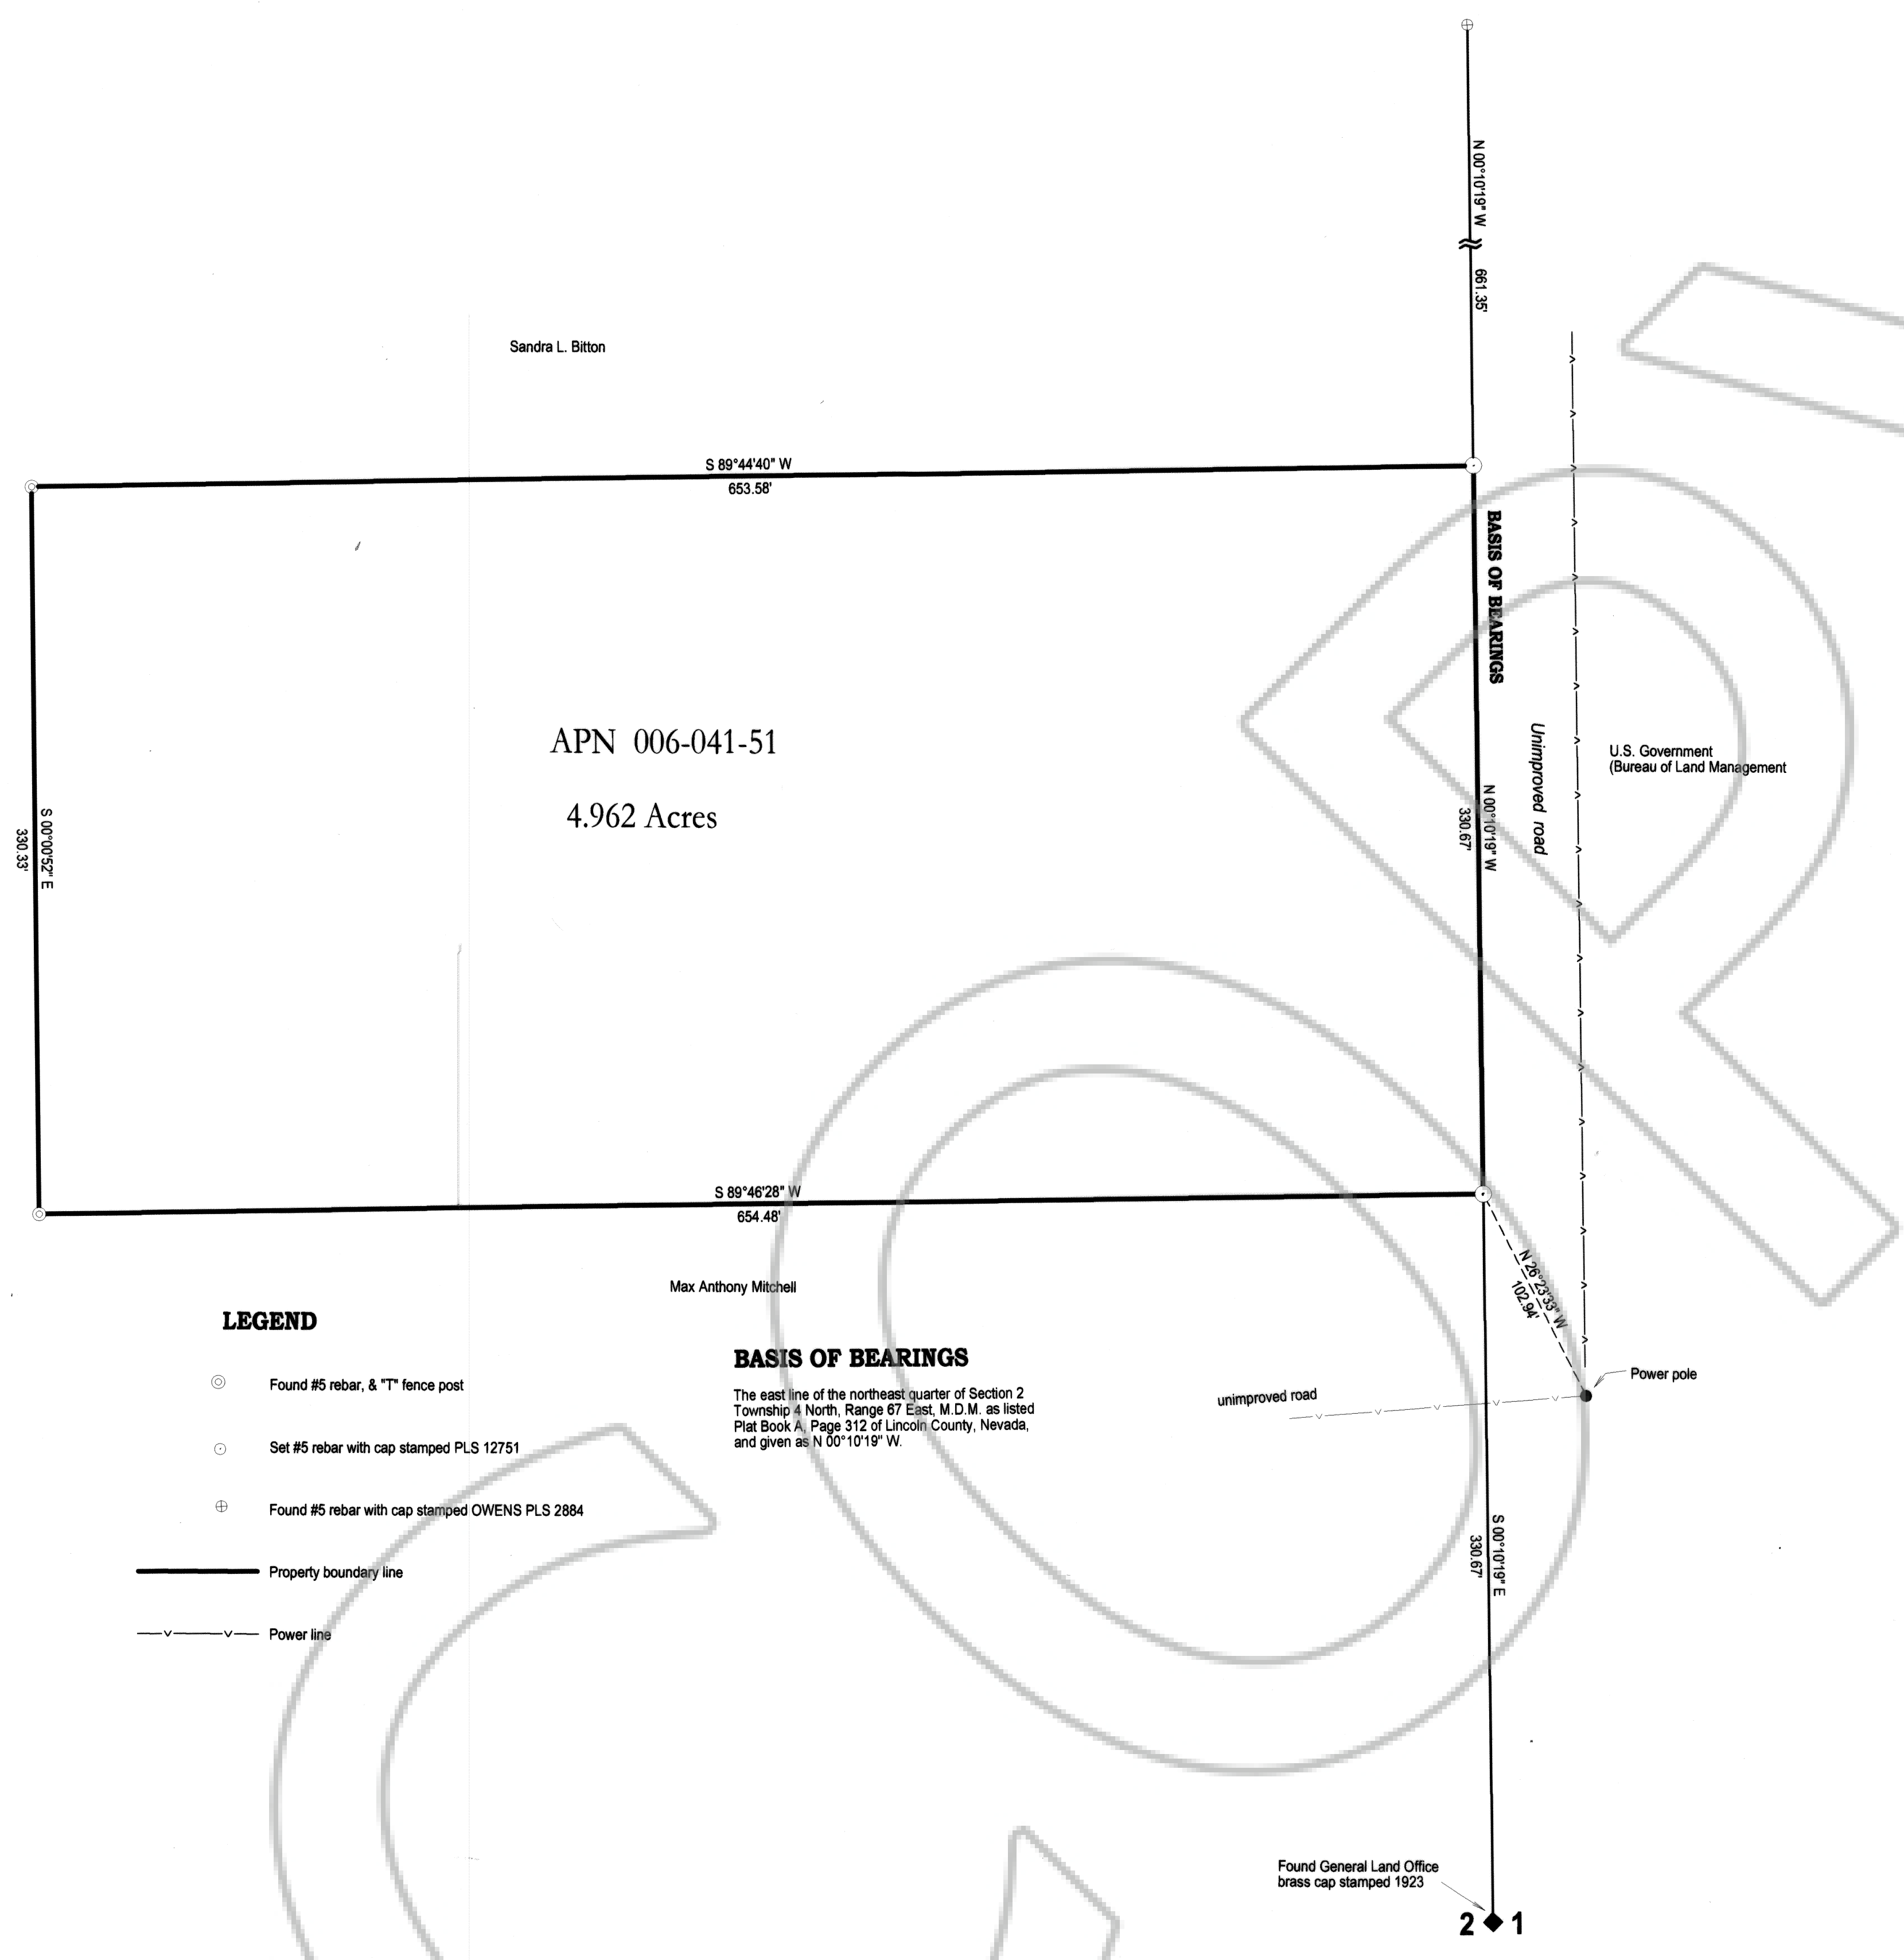 N 00°10'19" W
661.35'
Sandra L. Bitton
S 89°44'40" W
653.58'
BASIS OF BEARINGS
APN 006-041-51
4.962 Acres
Unimproved road
U.S. Government
(Bureau of Land Management
S 00°00'52" E
330.33'
N 00°10'19" W
330.67'
S 89°46'28" W
654.48'
N 26°23'33" W
102.94'
Max Anthony Mitchell
LEGEND
Found #5 rebar, & "T" fence post
Set #5 rebar with cap stamped PLS 12751
Found #5 rebar with cap stamped OWENS PLS 2884
Property boundary line
Power line
BASIS OF BEARINGS
The east line of the northeast quarter of Section 2
Township 4 North, Range 67 East, M.D.M. as listed
Plat Book A, Page 312 of Lincoln County, Nevada,
and given as N 00°10'19" W.
unimproved road
Power pole
S 00°10'19" E
330.67'
Found General Land Office
brass cap stamped 1923
2 1